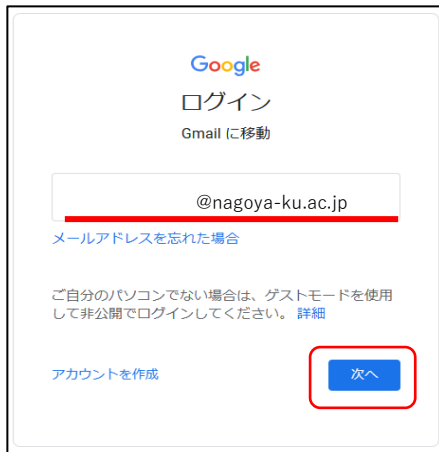 Google
ログイン
Gmail に移動
@nagoya-ku.ac.jp
メールアドレスを忘れた場合
ご自分のパソコンでない場合は、ゲストモードを使用
して非公開でログインしてください。 詳細
アカウントを作成
次へ